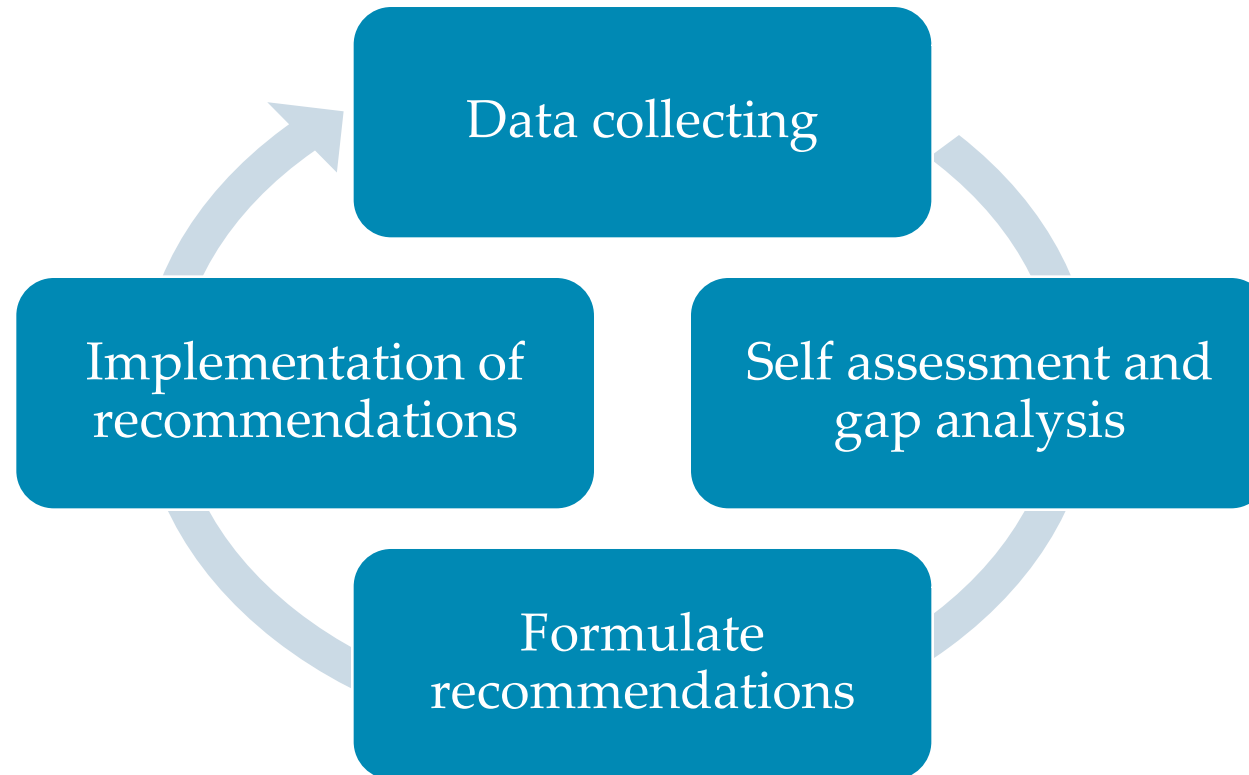 Data collecting
Implementation of
recommendations
Self assessment and
gap analysis
Formulate
recommendations